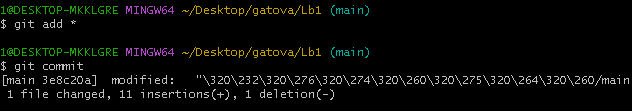 1@DESKTOP-MKKLGRE MINGW64 ~/Desktop/gatova/Lb1 (main)
$ git add *
1@DESKTOP-MKKLGRE MINGW64 ~/Desktop/gatova/Lb1 (main)
$ git commit
[main 3e8c20a]  modified:   "\320\232\320\276\320\274\320\260\320\275\320\264\320\260/main
 1 file changed, 11 insertions(+), 1 deletion(-)